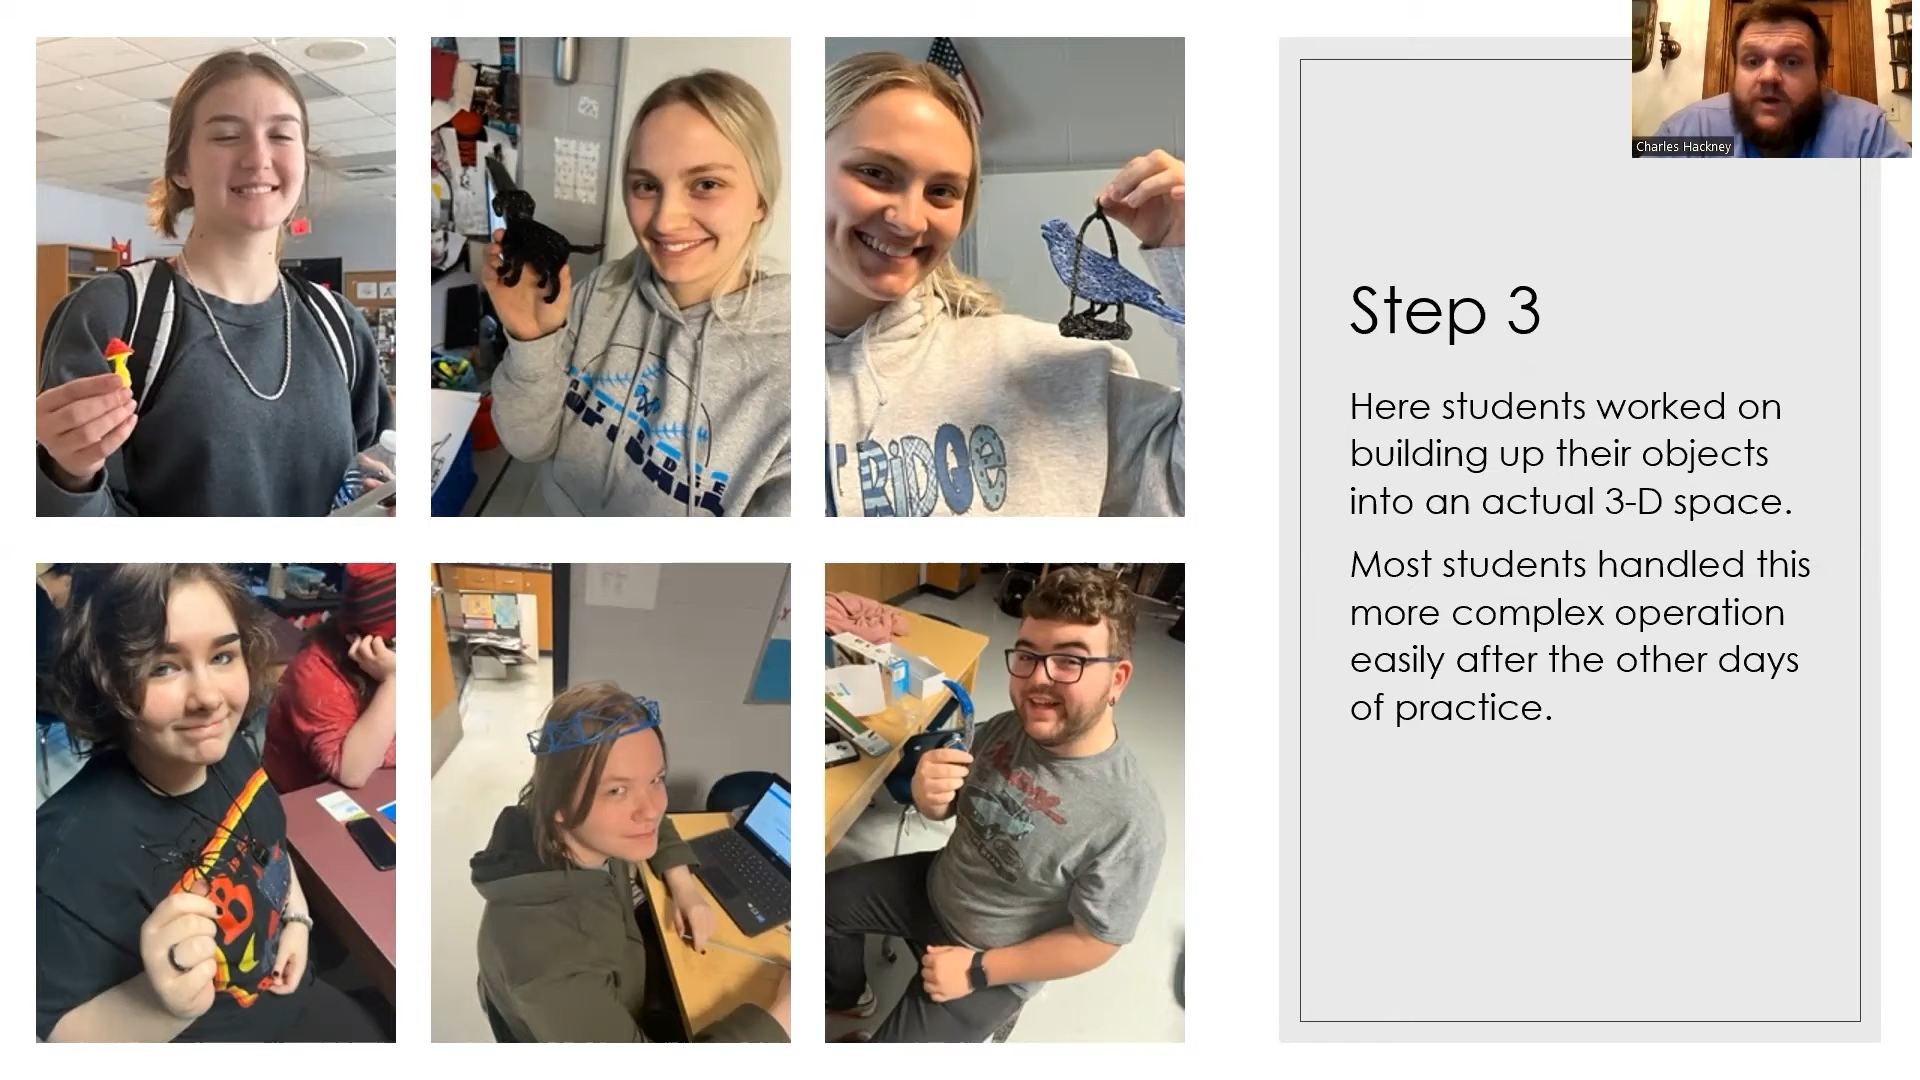 Charles Hackney
Step 3
Here students worked on
building up their objects
into an actual 3-D space.
Most students handled this
more complex operation
easily after the other days
of practice.
RiDGe